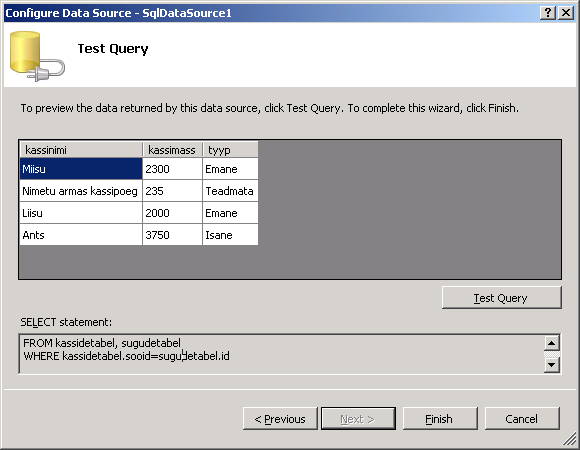 Configure Data Source - SqlDataSource1
Test Query
To preview the data returned by this data source, click Test Query. To complete this wizard, click Finish.
kassinimi kassimass tyyp
Miisu 2300 Emane
Nimetu armas kassipoeg 235 Teadmata
Liisu 2000 Emane
Ants 3750 Isane
Test Query
SELECT statement:
FROM kassidetabel, sugudetabel
WHERE kassidetabel.sooid=sugudetabel.id
< Previous Next > Finish Cancel